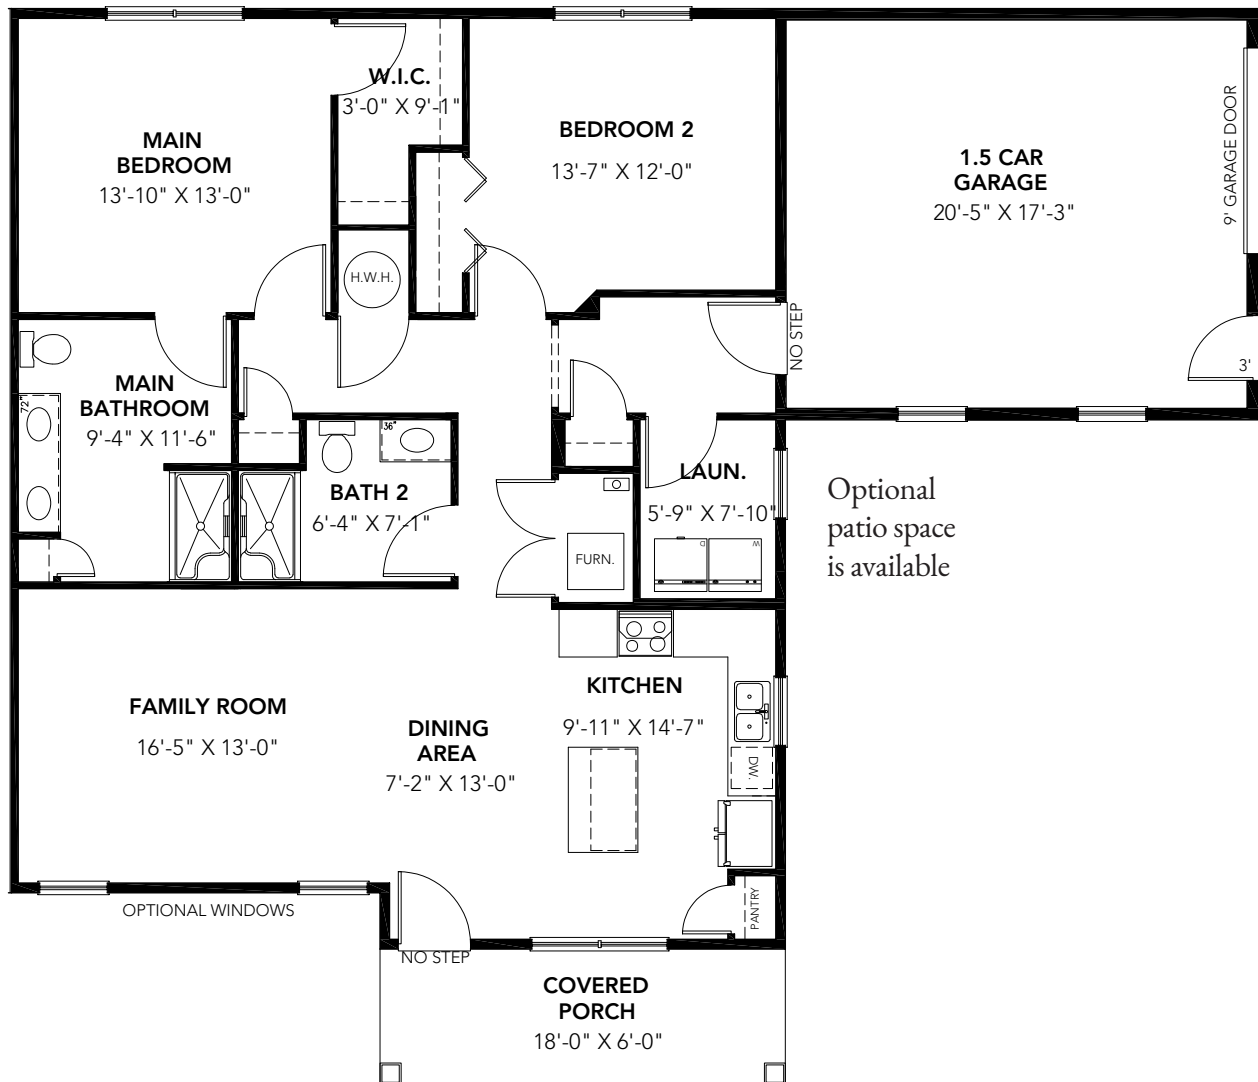 W.I.C.
3'-0" X 9'-1"
MAIN
BEDROOM
13'-10" X 13'-0"
BEDROOM 2
13'-7" X 12'-0"
1.5 CAR
GARAGE
20'-5" X 17'-3"
9' GARAGE DOOR
H.W.H.
NO STEP
3'
MAIN
BATHROOM
9'-4" X 11'-6"
72"
36"
BATH 2
6'-4" X 7'-1"
LAUN.
5'-9" X 7'-10"
D
W
FURN.
Optional
patio space
is available
FAMILY ROOM
16'-5" X 13'-0"
DINING
AREA
7'-2" X 13'-0"
KITCHEN
9'-11" X 14'-7"
DW.
PANTRY
OPTIONAL WINDOWS
NO STEP
COVERED
PORCH
18'-0" X 6'-0"